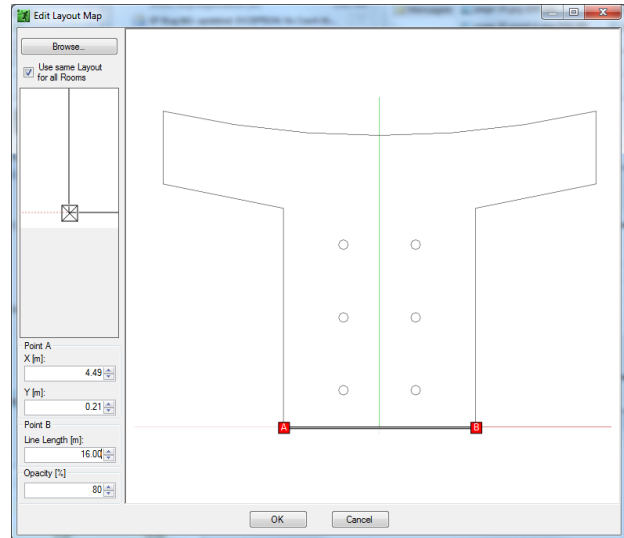 Edit Layout Map
Browse...
Use same Layout
for all Rooms
Point A
X [m]:
4.49
Y [m]:
0.21
Point B
Line Length [m]:
16.00
Opacity [%]
80
A
B
OK
Cancel